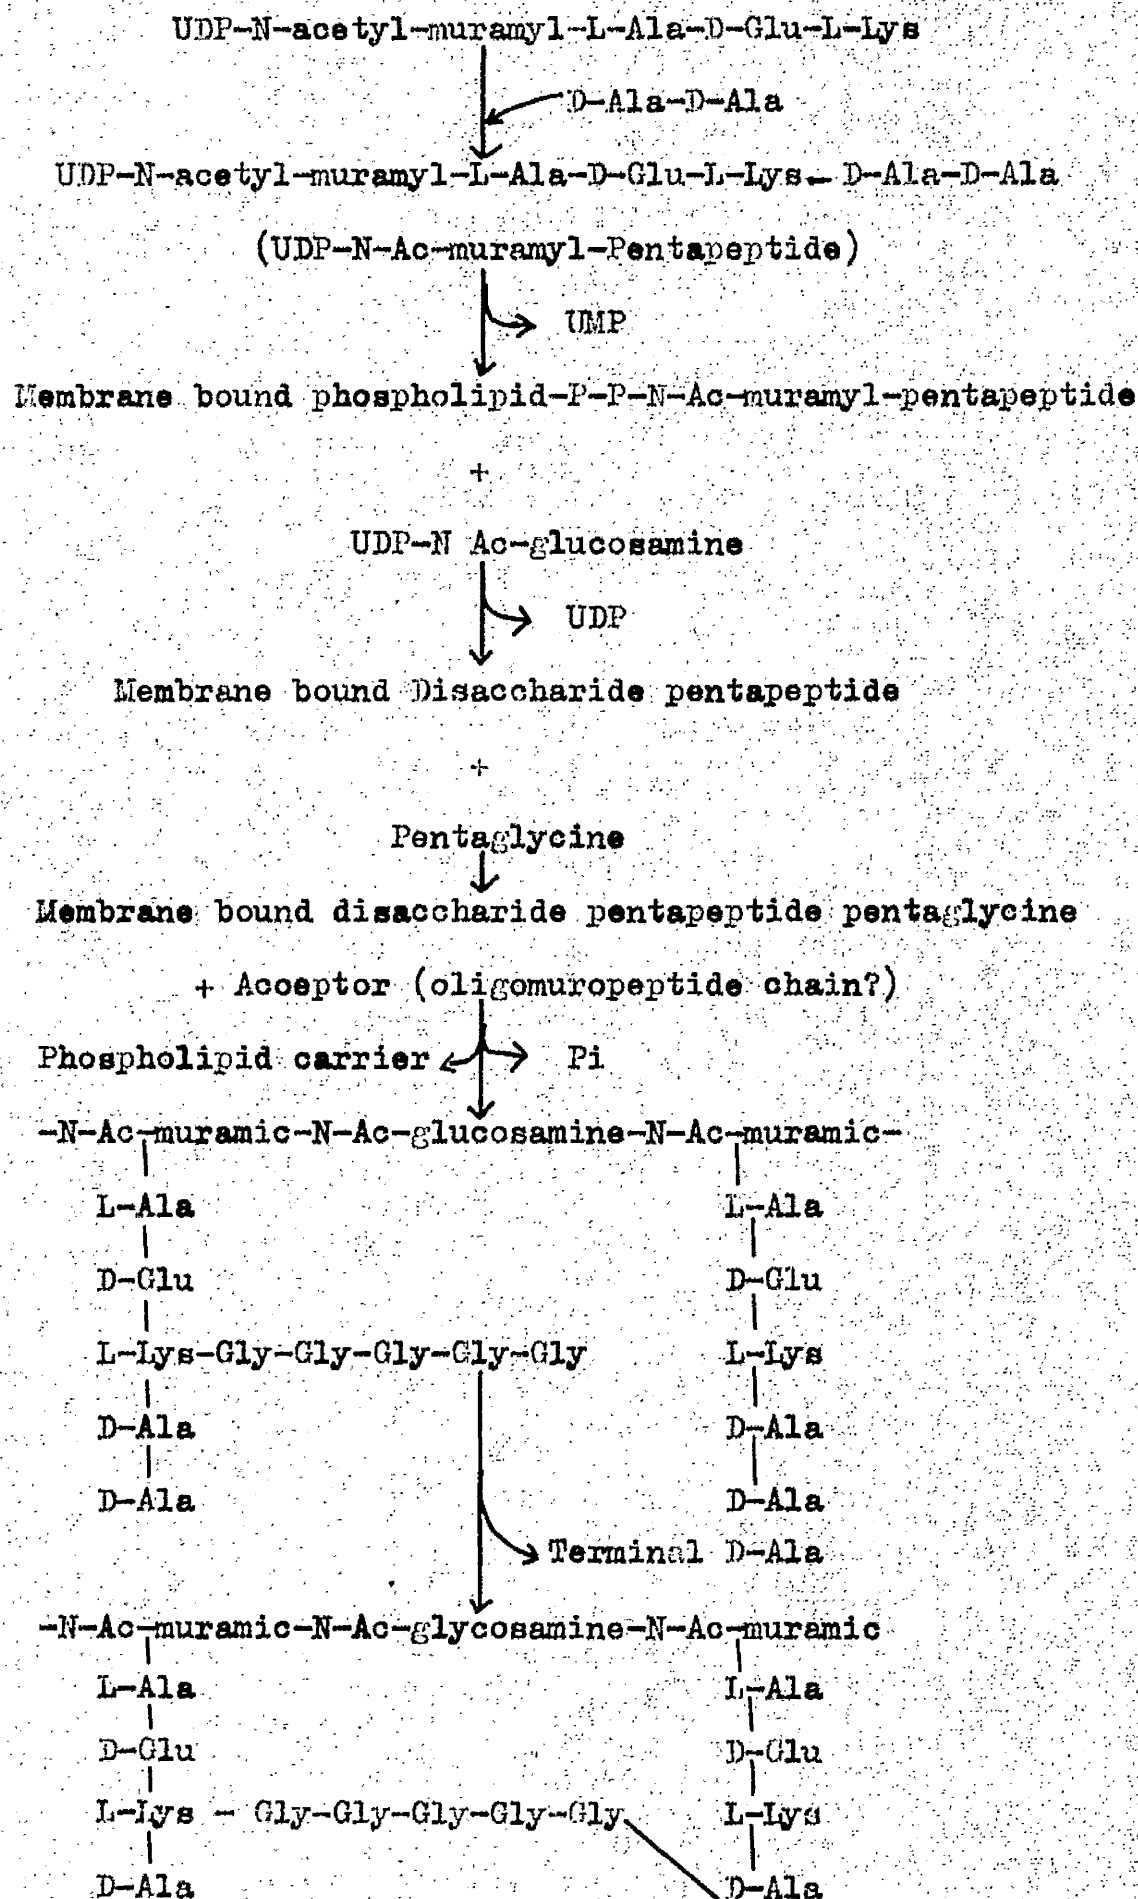 UDP-N-acetyl-muramyl-L-Ala-D-Glu-L-Lys
D-Ala-D-Ala
UDP-N-acetyl-muramyl-L-Ala-D-Glu-L-Lys- D-Ala-D-Ala
(UDP-N-Ac-muramyl-Pentapeptide)
UMP
Membrane bound phospholipid-P-P-N-Ac-muramyl-pentapeptide
+
UDP-N Ac-glucosamine
UDP
Membrane bound Disaccharide pentapeptide
+
Pentaglycine
Membrane bound disaccharide pentapeptide pentaglycine
+ Acceptor (oligomuropeptide chain?)
Phospholipid carrier Pi
-N-Ac-muramic-N-Ac-glucosamine-N-Ac-muramic-
L-Ala L-Ala
D-Glu D-Glu
L-Lys-Gly-Gly-Gly-Gly-Gly L-Lys
D-Ala D-Ala
D-Ala D-Ala
Terminal D-Ala
-N-Ac-muramic-N-Ac-glycosamine-N-Ac-muramic
L-Ala L-Ala
D-Glu D-Glu
L-Lys - Gly-Gly-Gly-Gly-Gly L-Lys
D-Ala D-Ala